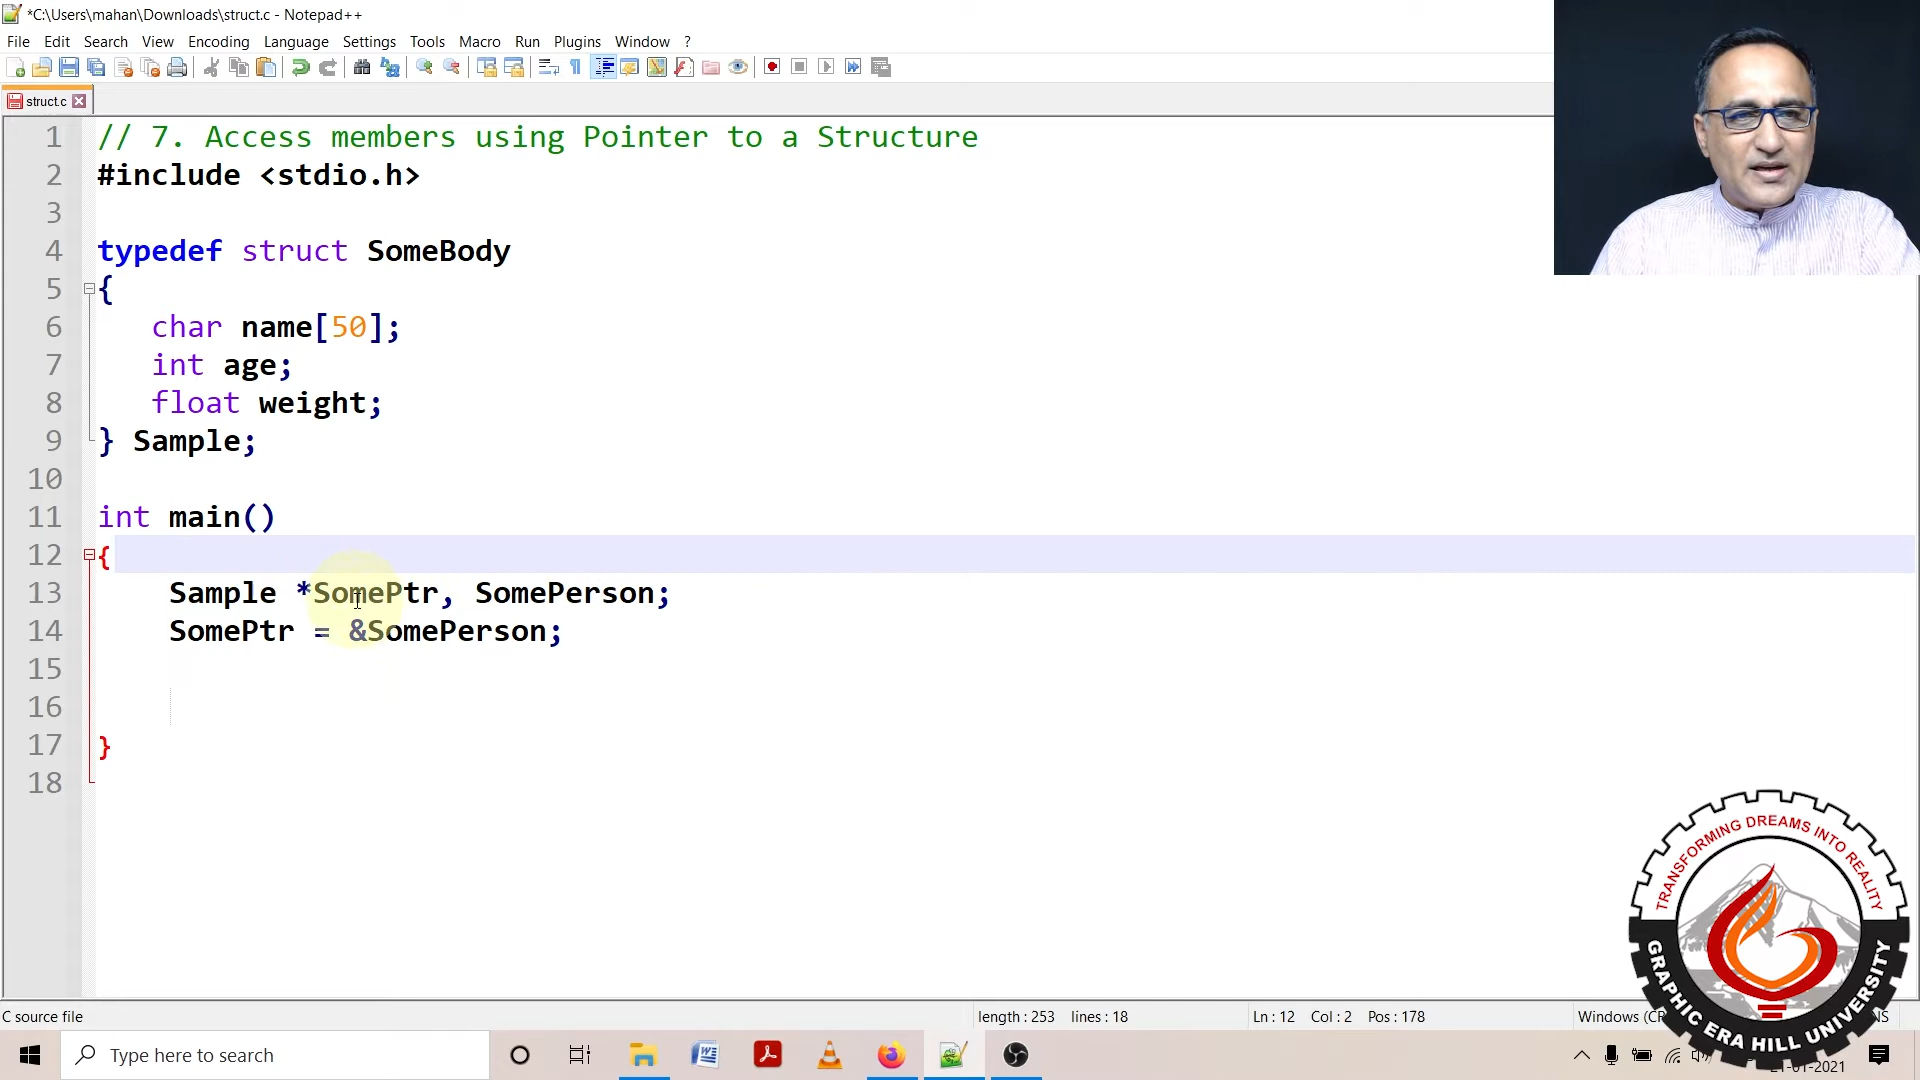 *C:\Users\mahan\Downloads\struct.c - Notepad++
File Edit Search View Encoding Language Settings Tools Macro Run Plugins Window ?
struct.c
1 // 7. Access members using Pointer to a Structure
2 #include <stdio.h>
3
4 typedef struct SomeBody
5 {
6 char name[50];
7 int age;
8 float weight;
9 } Sample;
10
11 int main()
12 {
13 Sample *SomePtr, SomePerson;
14 SomePtr = &SomePerson;
15
16
17 }
18
TRANSFORMING DREAMS INTO REALITY
GRAPHIC ERA HILL UNIVERSITY
C source file length : 253 lines : 18 Ln : 12 Col : 2 Pos : 178 Windows (CR
Type here to search